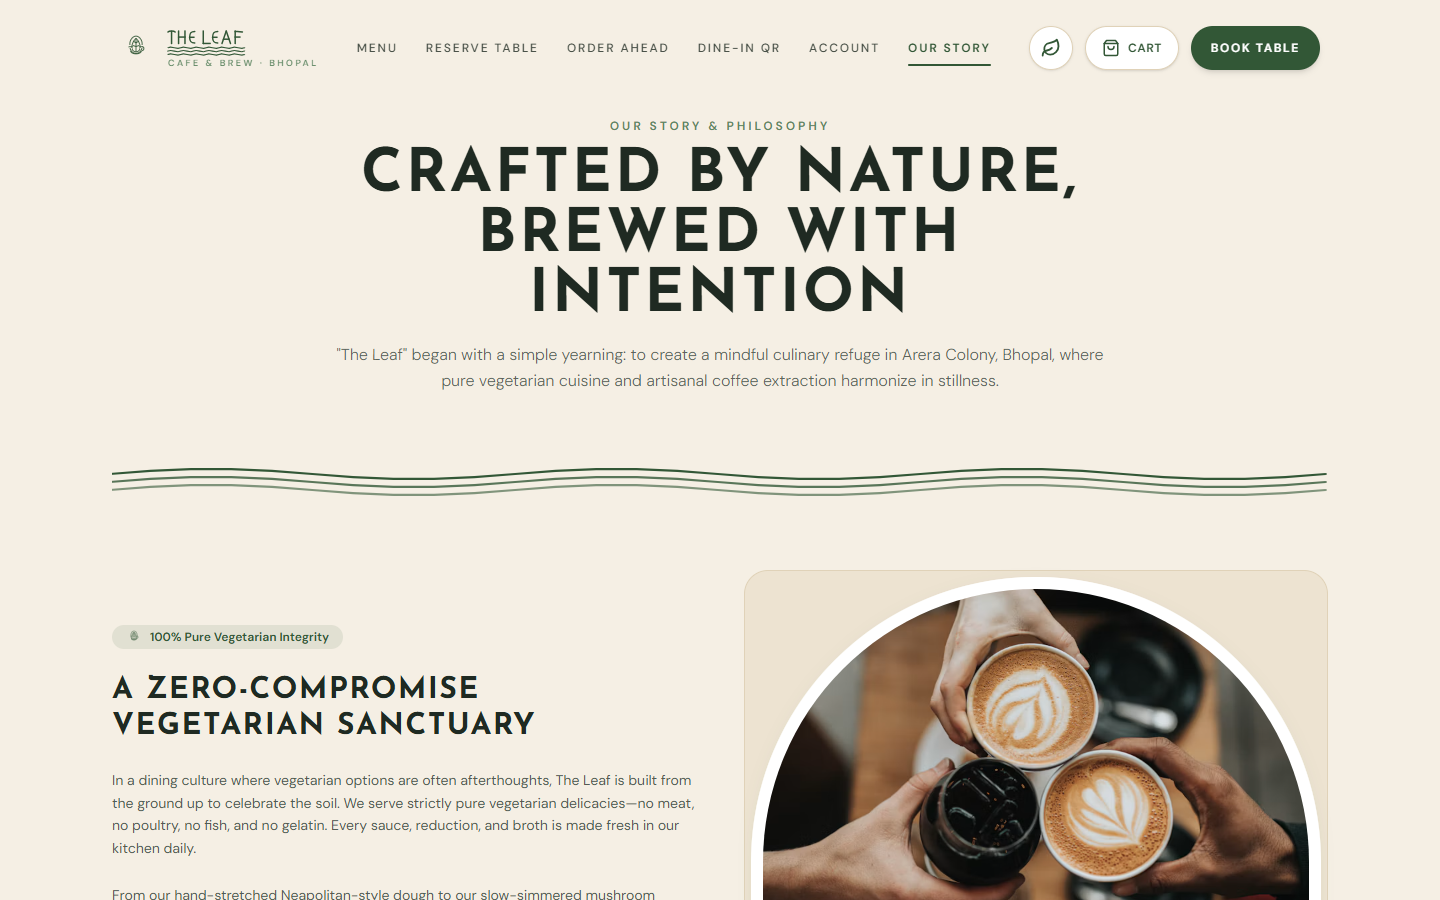 THE LEAF
CAFE & BREW · BHOPAL
MENU
RESERVE TABLE
ORDER AHEAD
DINE-IN QR
ACCOUNT
OUR STORY
CART
BOOK TABLE
OUR STORY & PHILOSOPHY
CRAFTED BY NATURE,
BREWED WITH
INTENTION
"The Leaf" began with a simple yearning: to create a mindful culinary refuge in Arera Colony, Bhopal, where
pure vegetarian cuisine and artisanal coffee extraction harmonize in stillness.
100% Pure Vegetarian Integrity
A ZERO-COMPROMISE
VEGETARIAN SANCTUARY
In a dining culture where vegetarian options are often afterthoughts, The Leaf is built from
the ground up to celebrate the soil. We serve strictly pure vegetarian delicacies—no meat,
no poultry, no fish, and no gelatin. Every sauce, reduction, and broth is made fresh in our
kitchen daily.
From our hand-stretched Neapolitan-style dough to our slow-simmered mushroom